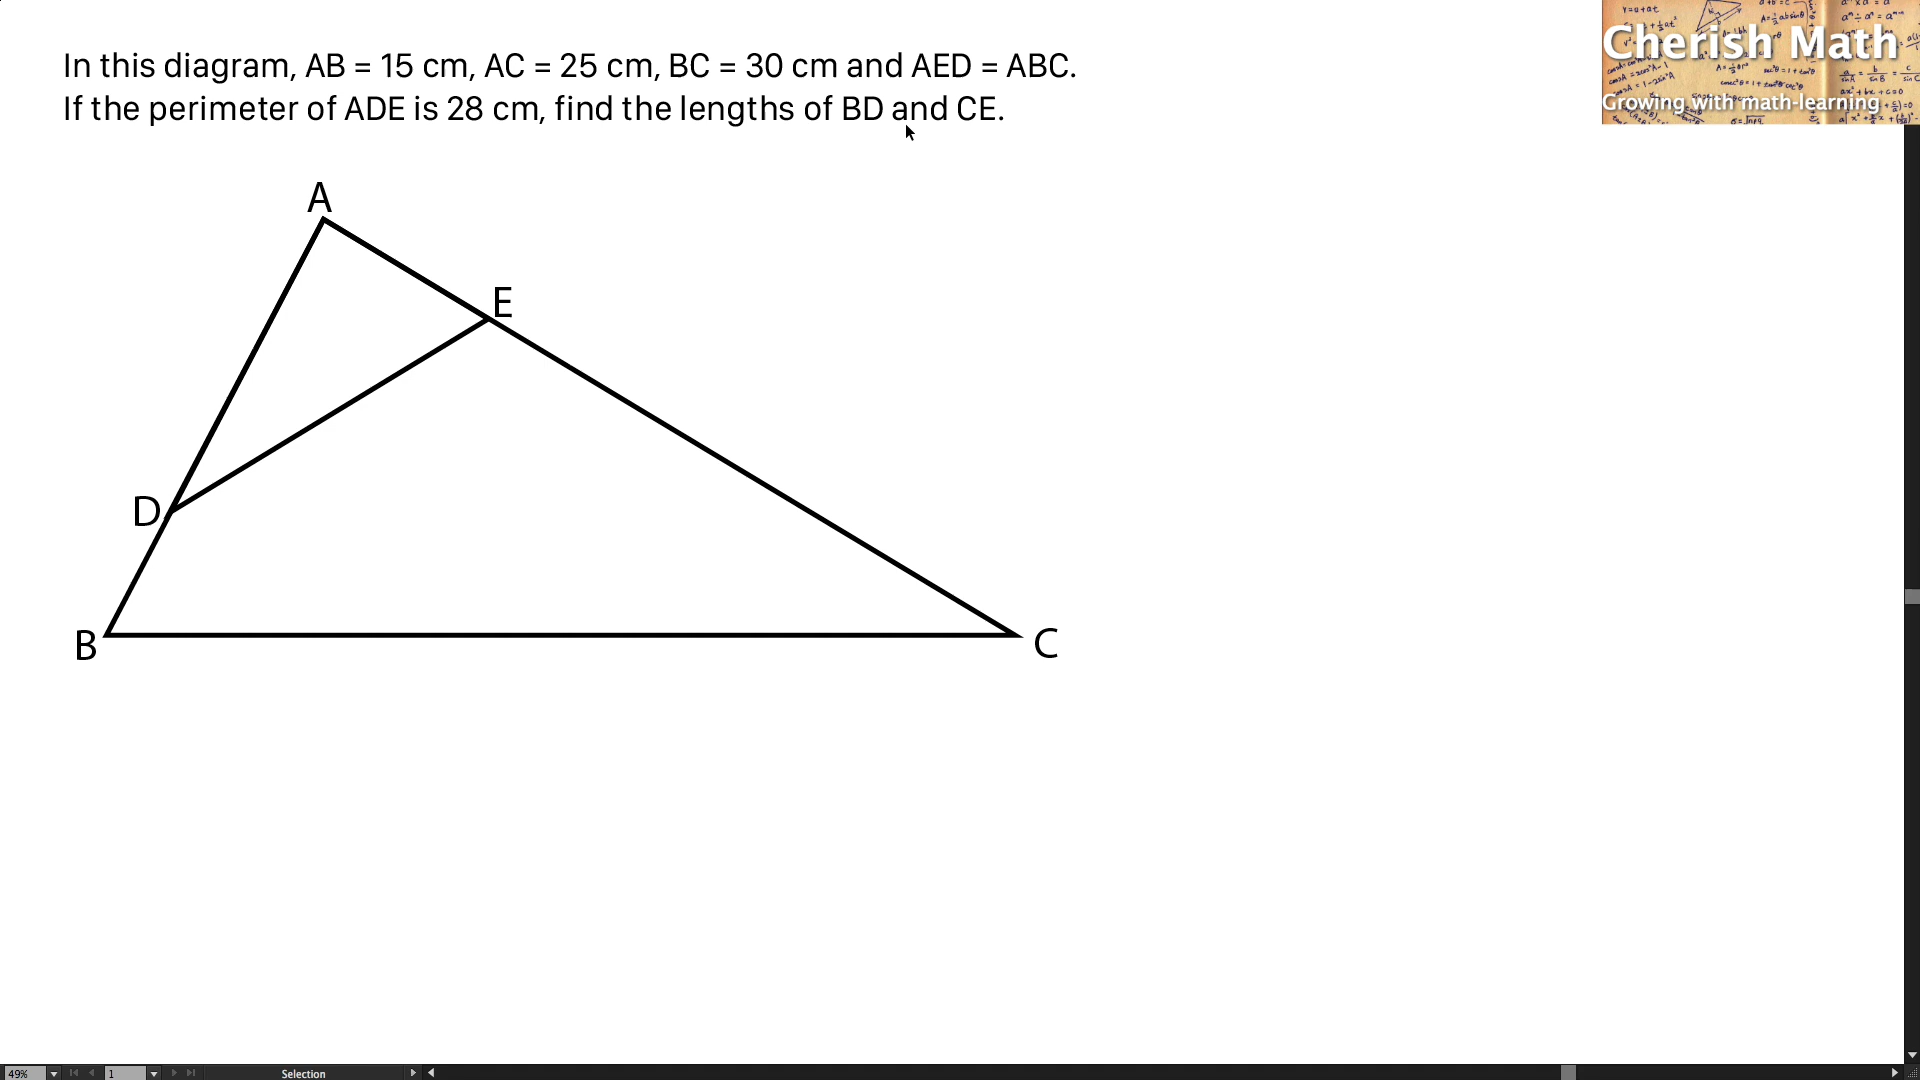 In this diagram, AB = 15 cm, AC = 25 cm, BC = 30 cm and AED = ABC.
If the perimeter of ADE is 28 cm, find the lengths of BD and CE.
Cherish Math
Growing with math-learning
A
E
D
B
C
49%
1
Selection